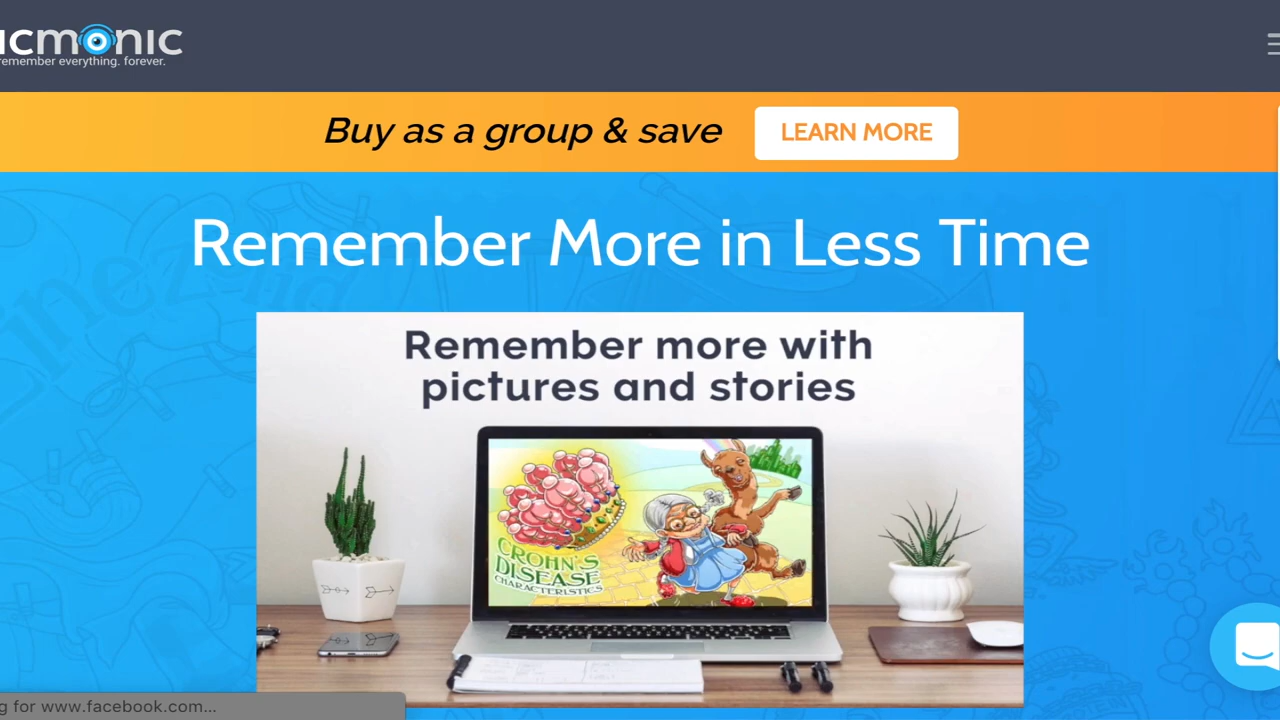 icmonic
remember everything. forever.
Buy as a group & save
LEARN MORE
Remember More in Less Time
Remember more with
pictures and stories
CROHN'S
DISEASE
CHARACTERISTICS
g for www.facebook.com...